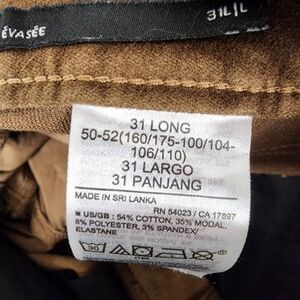 ÉVASÉE
31L|L
31 LONG
50-52(160/175-100/104-
106/110)
31 LARGO
31 PANJANG
MADE IN SRI LANKA
RN 54023 / CA 17897
■ US/GB : 54% COTTON, 35% MODAL,
8% POLYESTER, 3% SPANDEX/
ELASTANE
30